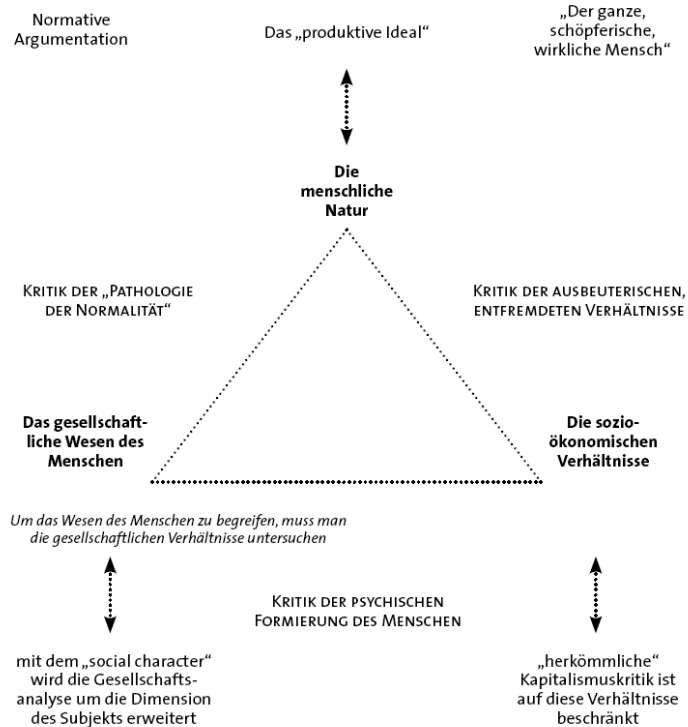 Normative
Argumentation
Das „produktive Ideal“
„Der ganze,
schöpferische,
wirkliche Mensch“
Die
menschliche
Natur
Kritik der „Pathologie
der Normalität“
Kritik der ausbeuterischen,
entfremdeten Verhältnisse
Das gesellschaft-
liche Wesen des
Menschen
Die sozio-
ökonomischen
Verhältnisse
Um das Wesen des Menschen zu begreifen, muss man
die gesellschaftlichen Verhältnisse untersuchen
Kritik der psychischen
Formierung des Menschen
mit dem „social character“
wird die Gesellschafts-
analyse um die Dimension
des Subjekts erweitert
„herkömmliche“
Kapitalismuskritik ist
auf diese Verhältnisse
beschränkt